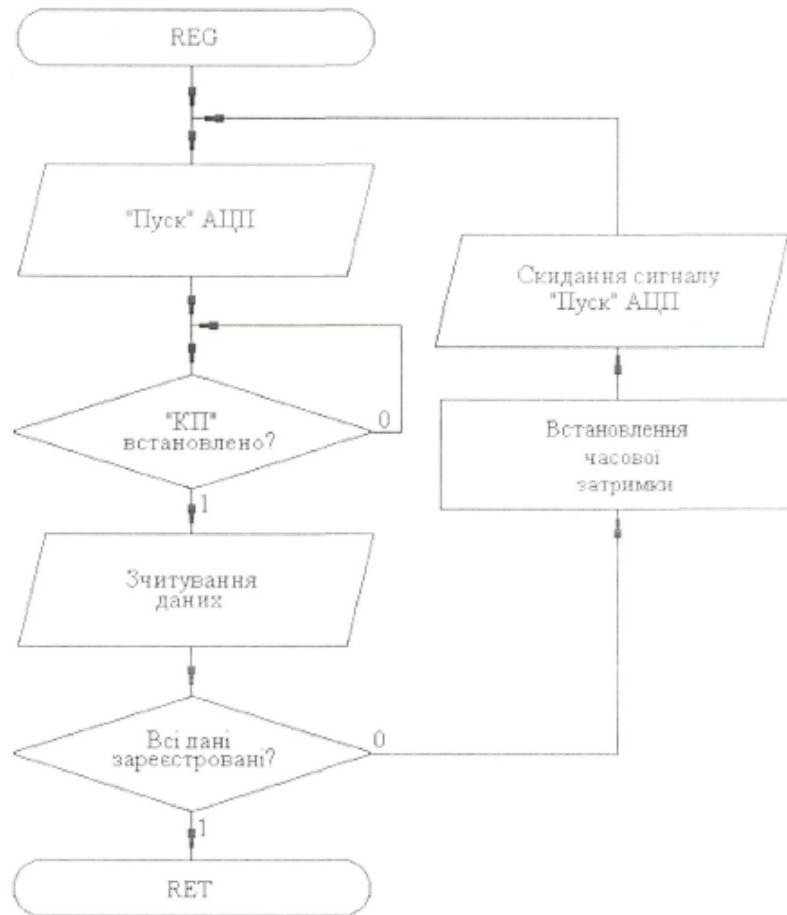 REG
"Пуск" АЦП
"КП"
встановлено?
0
1
Зчитування
даних
Всі дані
зареєстровані?
0
1
RET
Встановлення
часової
затримки
Скидання сигналу
"Пуск" АЦП